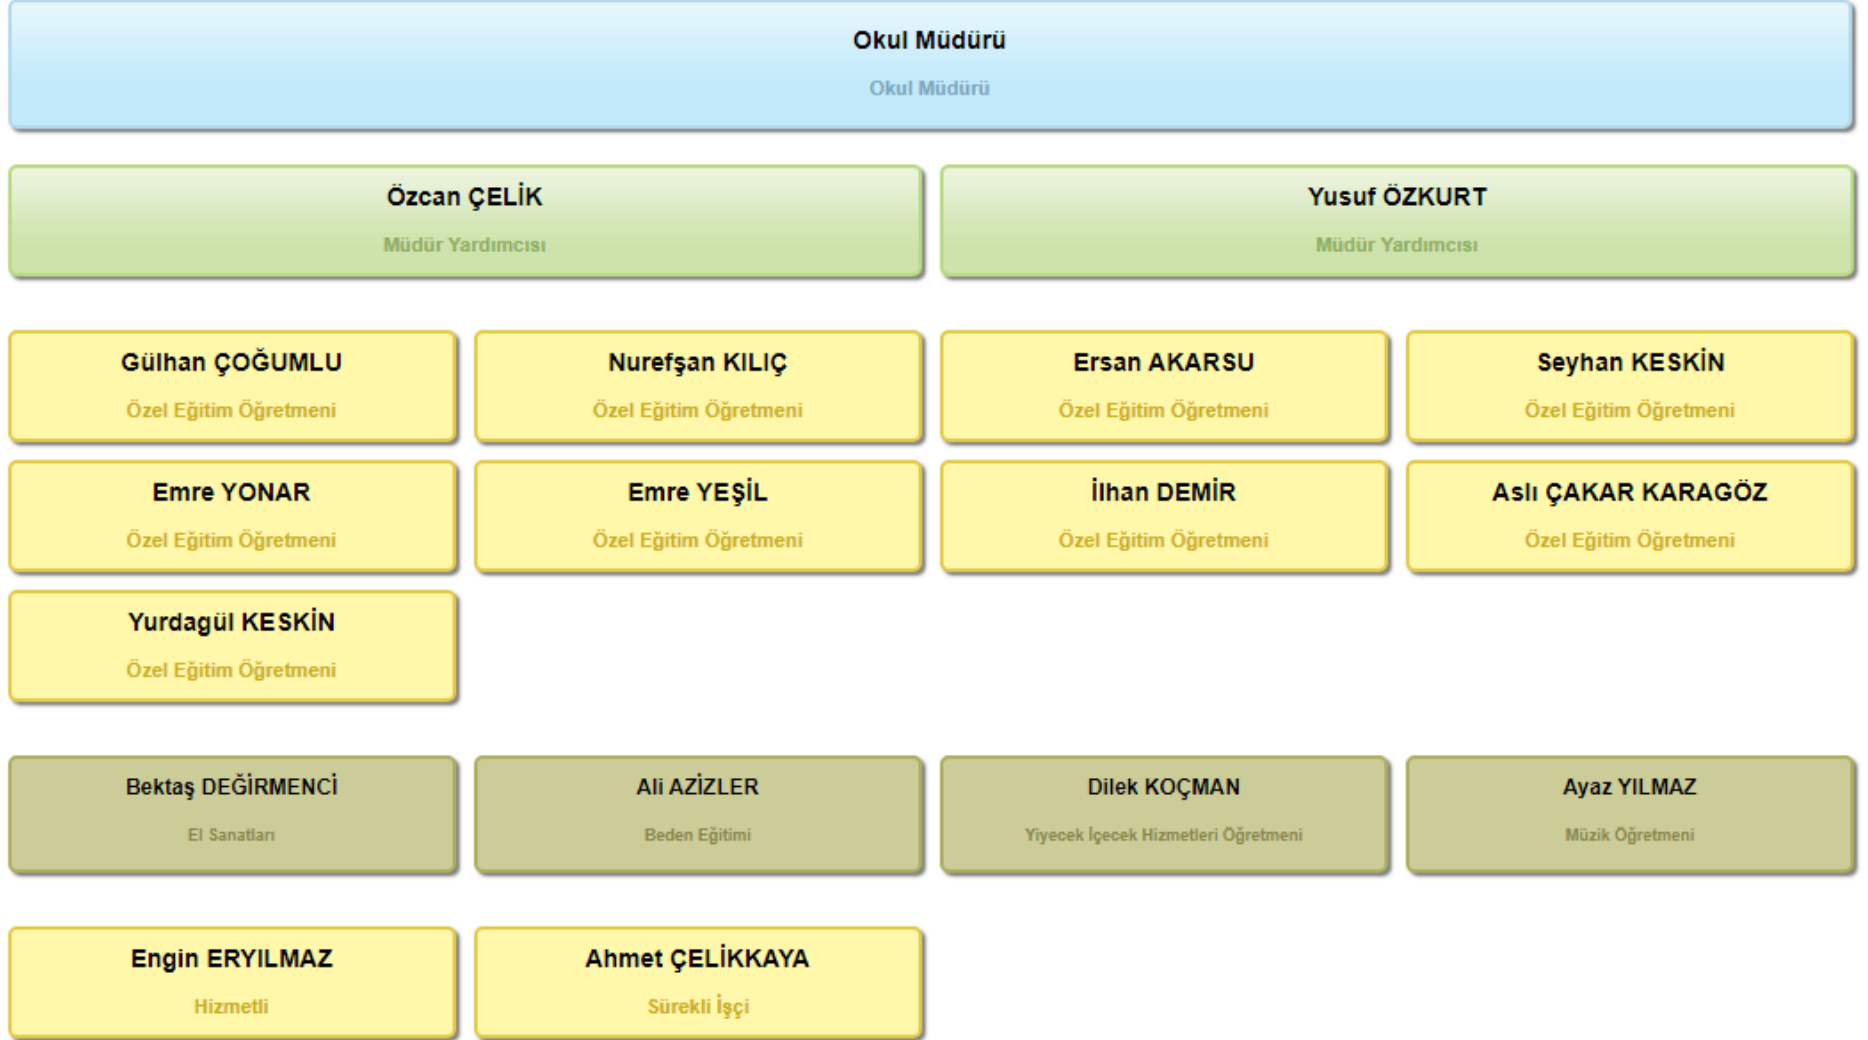 Okul Müdürü
Okul Müdürü
Özcan ÇELİK
Müdür Yardımcısı
Yusuf ÖZKURT
Müdür Yardımcısı
Gülhan ÇOĞUMLU
Özel Eğitim Öğretmeni
Nurefşan KILIÇ
Özel Eğitim Öğretmeni
Ersan AKARSU
Özel Eğitim Öğretmeni
Seyhan KESKİN
Özel Eğitim Öğretmeni
Emre YONAR
Özel Eğitim Öğretmeni
Emre YEŞİL
Özel Eğitim Öğretmeni
İlhan DEMİR
Özel Eğitim Öğretmeni
Aslı ÇAKAR KARAGÖZ
Özel Eğitim Öğretmeni
Yurdagül KESKİN
Özel Eğitim Öğretmeni
Bektaş DEĞİRMENCİ
El Sanatları
Ali AZİZLER
Beden Eğitimi
Dilek KOÇMAN
Yiyecek İçecek Hizmetleri Öğretmeni
Ayaz YILMAZ
Müzik Öğretmeni
Engin ERYILMAZ
Hizmetli
Ahmet ÇELİKKAYA
Sürekli İşçi